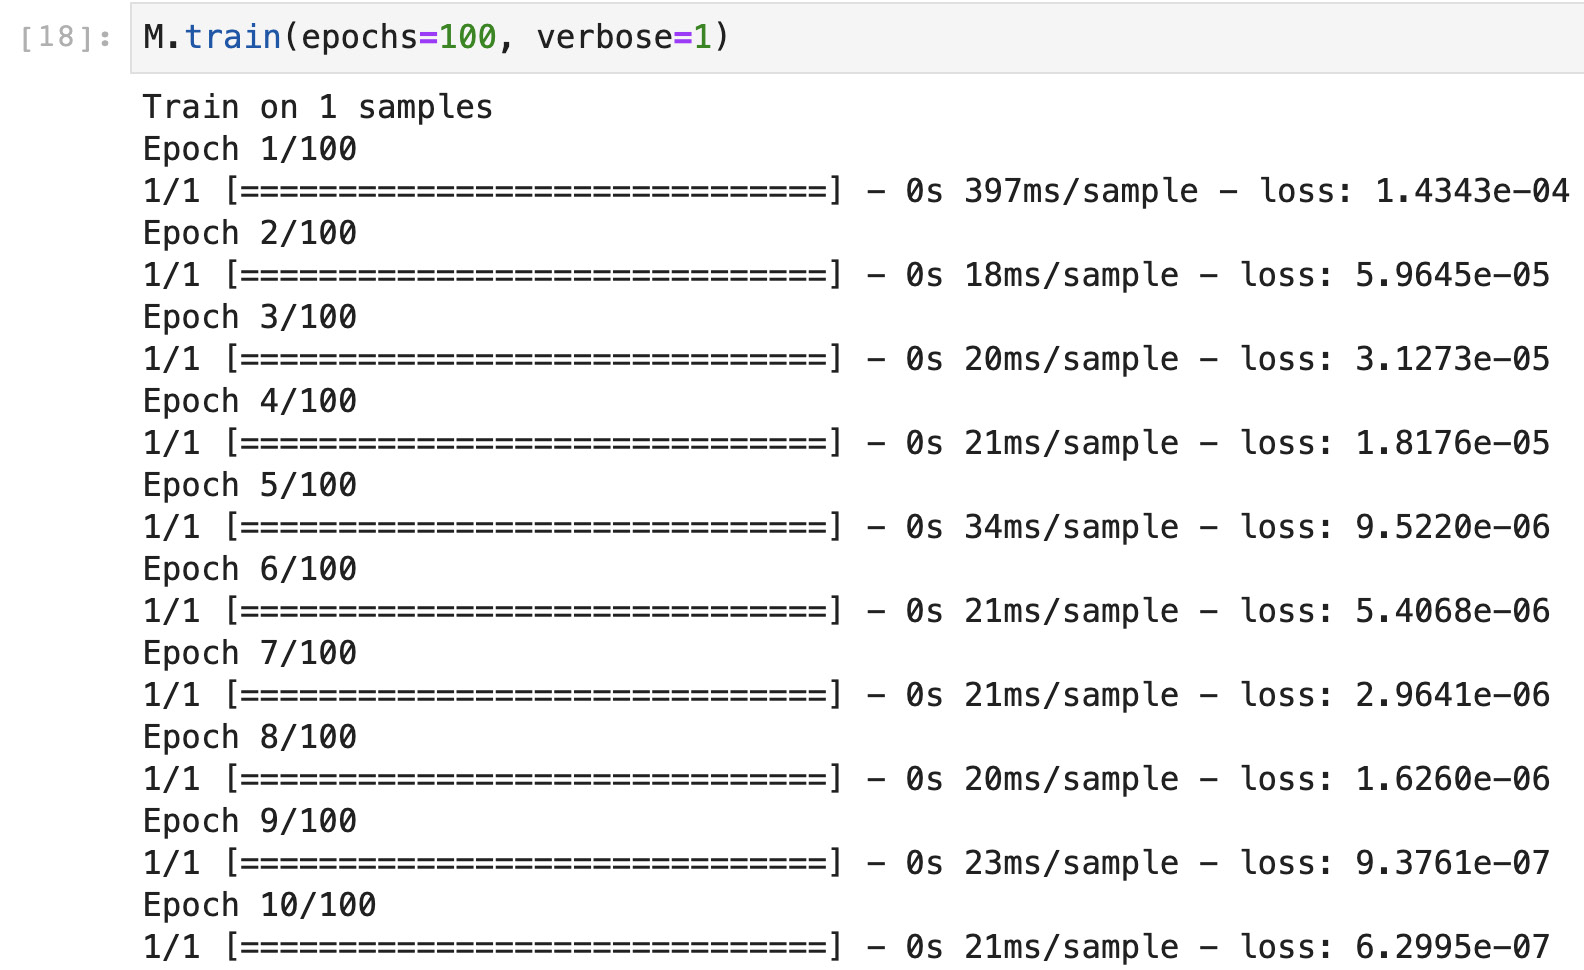 [18]: M.train(epochs=100, verbose=1)
Train on 1 samples
Epoch 1/100
1/1 [==============================] - 0s 397ms/sample - loss: 1.4343e-04
Epoch 2/100
1/1 [==============================] - 0s 18ms/sample - loss: 5.9645e-05
Epoch 3/100
1/1 [==============================] - 0s 20ms/sample - loss: 3.1273e-05
Epoch 4/100
1/1 [==============================] - 0s 21ms/sample - loss: 1.8176e-05
Epoch 5/100
1/1 [==============================] - 0s 34ms/sample - loss: 9.5220e-06
Epoch 6/100
1/1 [==============================] - 0s 21ms/sample - loss: 5.4068e-06
Epoch 7/100
1/1 [==============================] - 0s 21ms/sample - loss: 2.9641e-06
Epoch 8/100
1/1 [==============================] - 0s 20ms/sample - loss: 1.6260e-06
Epoch 9/100
1/1 [==============================] - 0s 23ms/sample - loss: 9.3761e-07
Epoch 10/100
1/1 [==============================] - 0s 21ms/sample - loss: 6.2995e-07